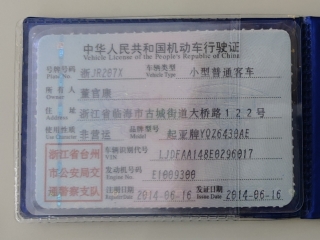 中华人民共和国机动车行驶证
Vehicle License of the People's Republic of China
号牌号码 浙JR207X 车辆类型 小型普通客车
Plate No. Vehicle Type
所有人
Owner
住址 浙江省临海市古城街道大桥路122号
Address
使用性质 非营运 品牌型号 起亚牌YQZ6430AE
Use Character Model
浙江省台州 车辆识别代号 LJDFAA148E0296017
VIN
市公安局交 发动机号码 E1009300
Engine No.
通警察支队 注册日期 2014-06-16 发证日期 2014-06-16
Register Date Issue Date